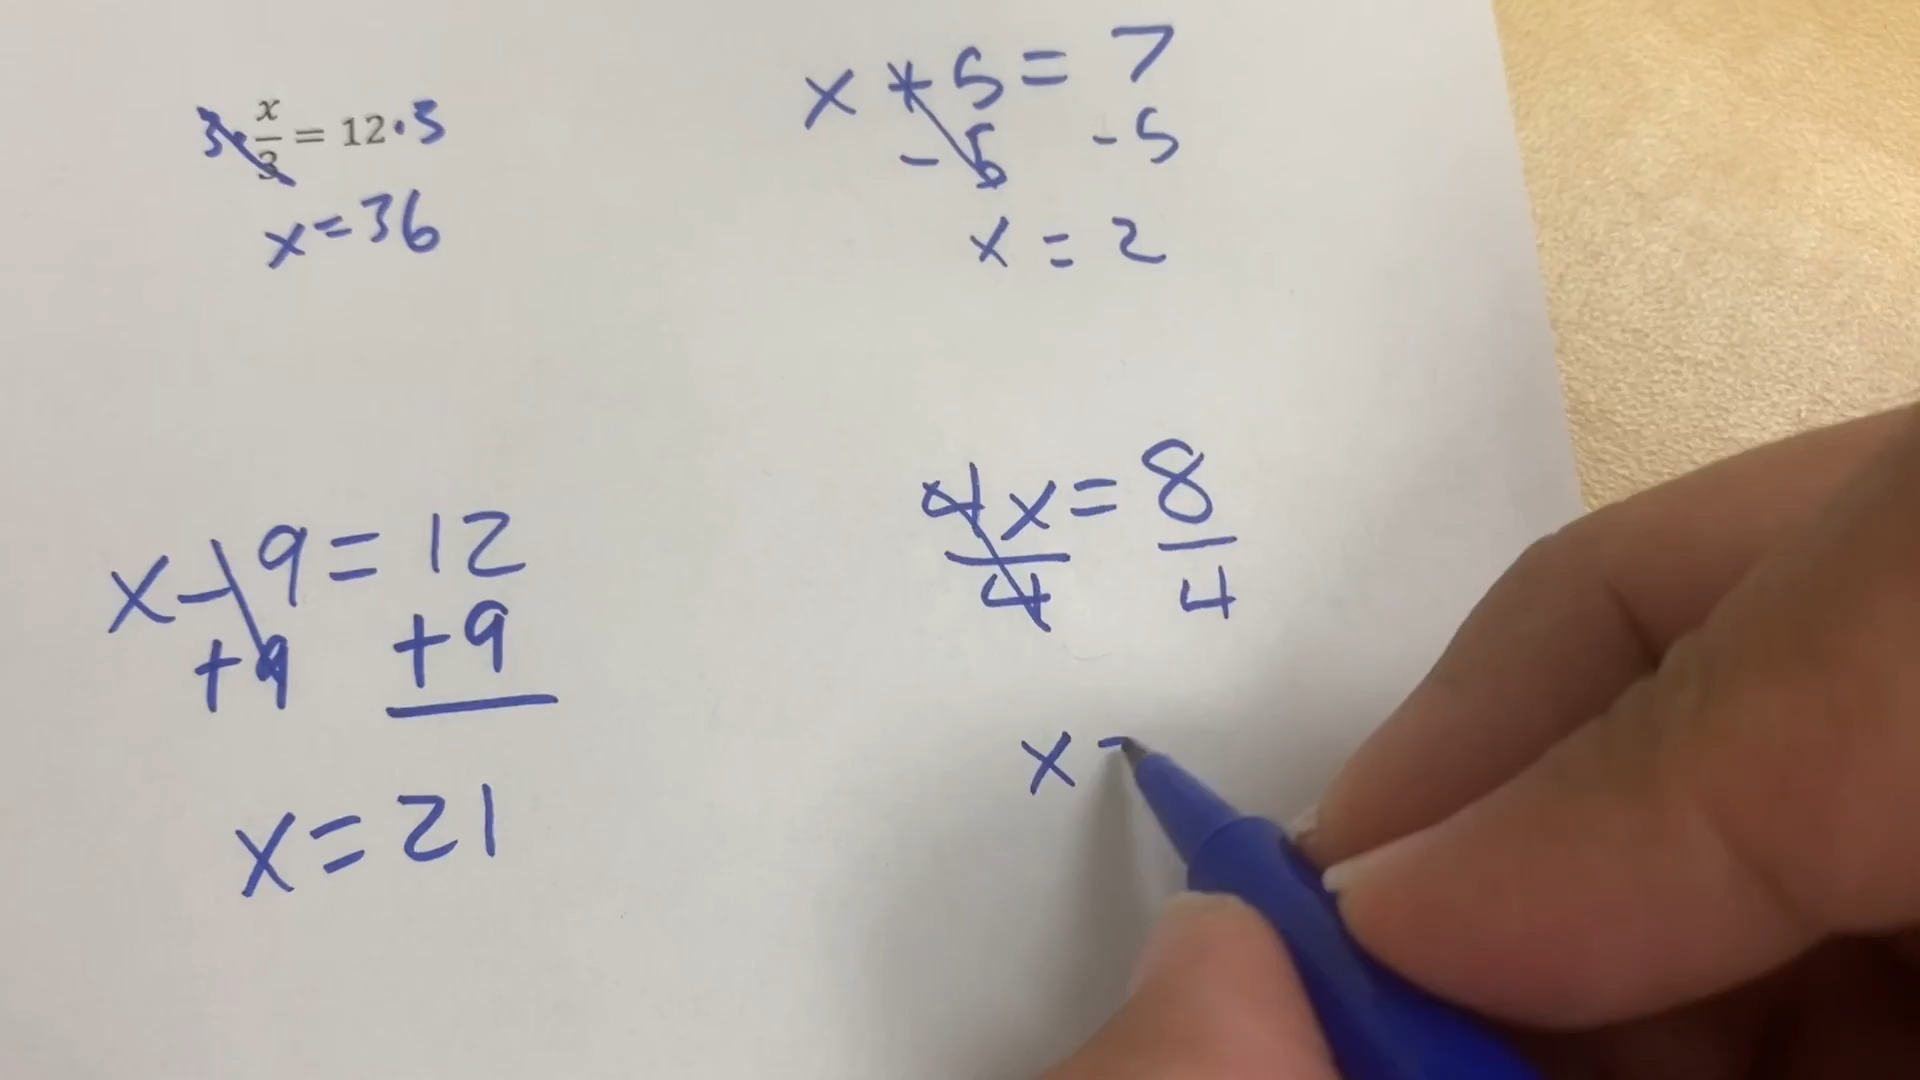 3 · x/3 = 12 · 3
x = 36
x + 5 = 7
- 5 - 5
x = 2
x - 9 = 12
+9 +9
x = 21
4x = 8
4 4
x -